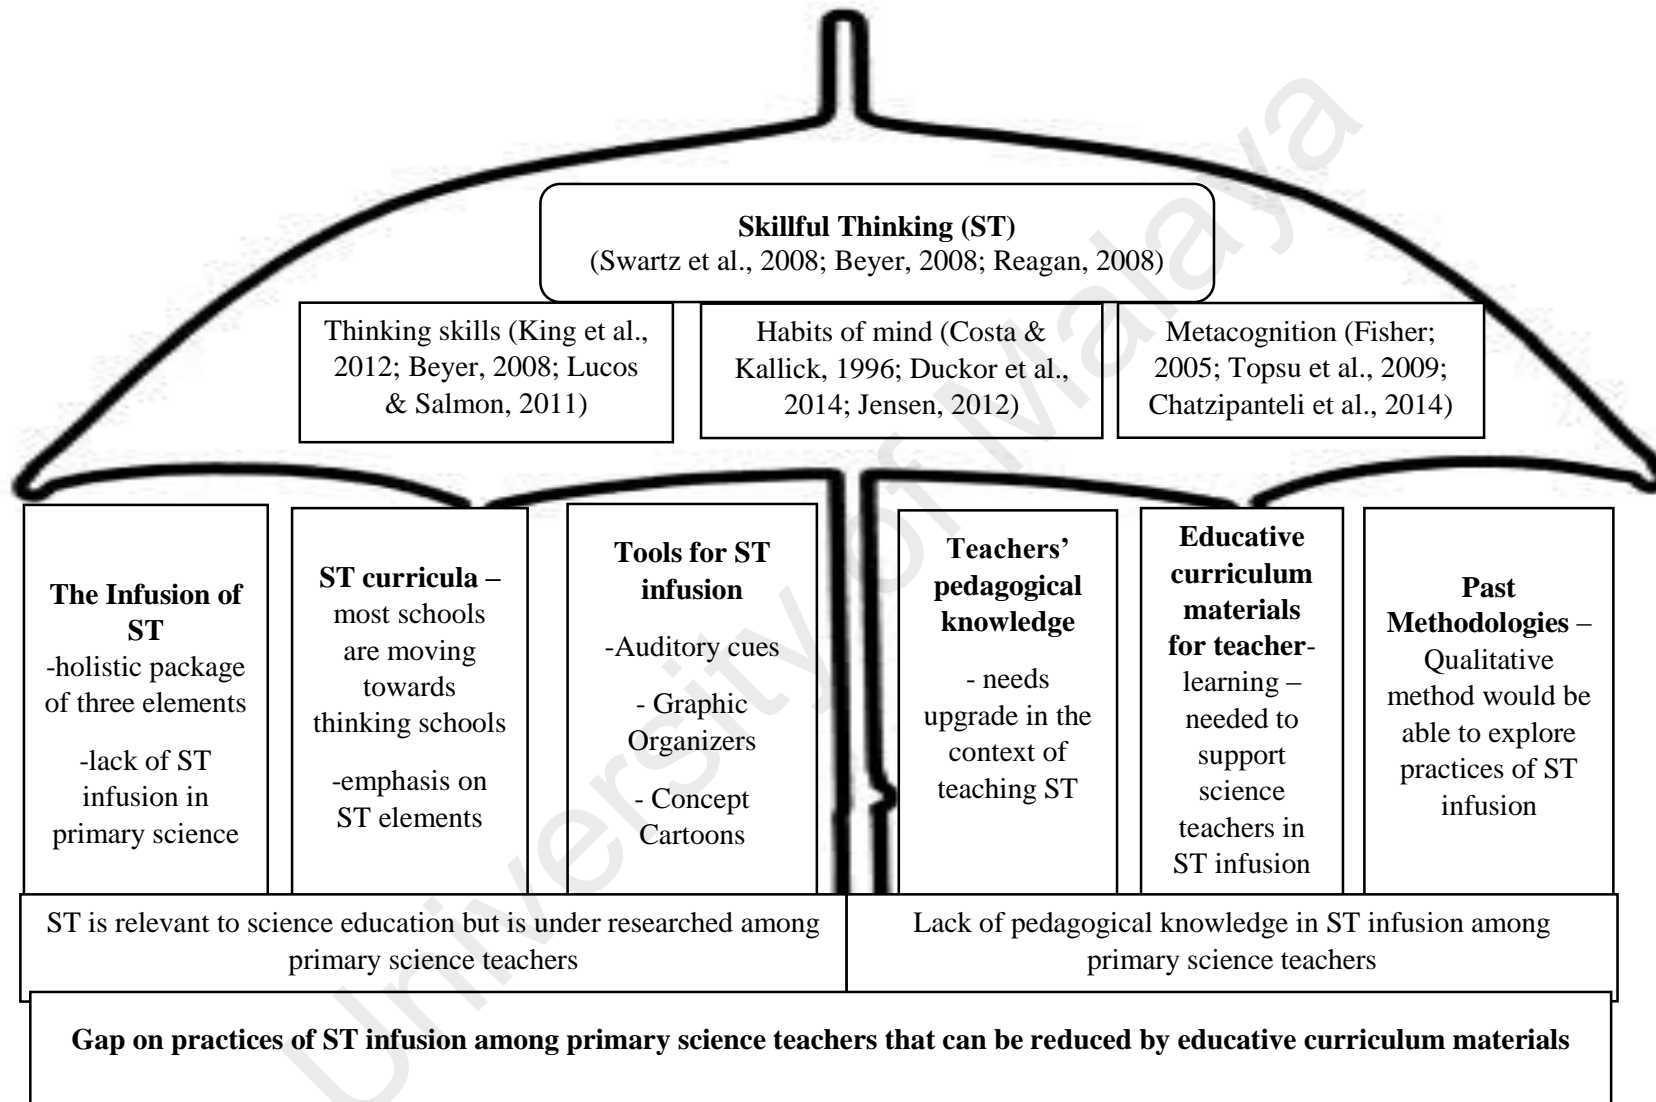 Skillful Thinking (ST)
(Swartz et al., 2008; Beyer, 2008; Reagan, 2008)
Thinking skills (King et al.,
2012; Beyer, 2008; Lucos
& Salmon, 2011)
Habits of mind (Costa &
Kallick, 1996; Duckor et al.,
2014; Jensen, 2012)
Metacognition (Fisher;
2005; Topsu et al., 2009;
Chatzipanteli et al., 2014)
The Infusion of
ST
-holistic package
of three elements
-lack of ST
infusion in
primary science
ST curricula –
most schools
are moving
towards
thinking schools
-emphasis on
ST elements
Tools for ST
infusion
-Auditory cues
- Graphic
Organizers
- Concept
Cartoons
Teachers’
pedagogical
knowledge
- needs
upgrade in the
context of
teaching ST
Educative
curriculum
materials
for teacher-
learning –
needed to
support
science
teachers in
ST infusion
Past
Methodologies –
Qualitative
method would be
able to explore
practices of ST
infusion
ST is relevant to science education but is under researched among
primary science teachers
Lack of pedagogical knowledge in ST infusion among
primary science teachers
Gap on practices of ST infusion among primary science teachers that can be reduced by educative curriculum materials
University of Malaya